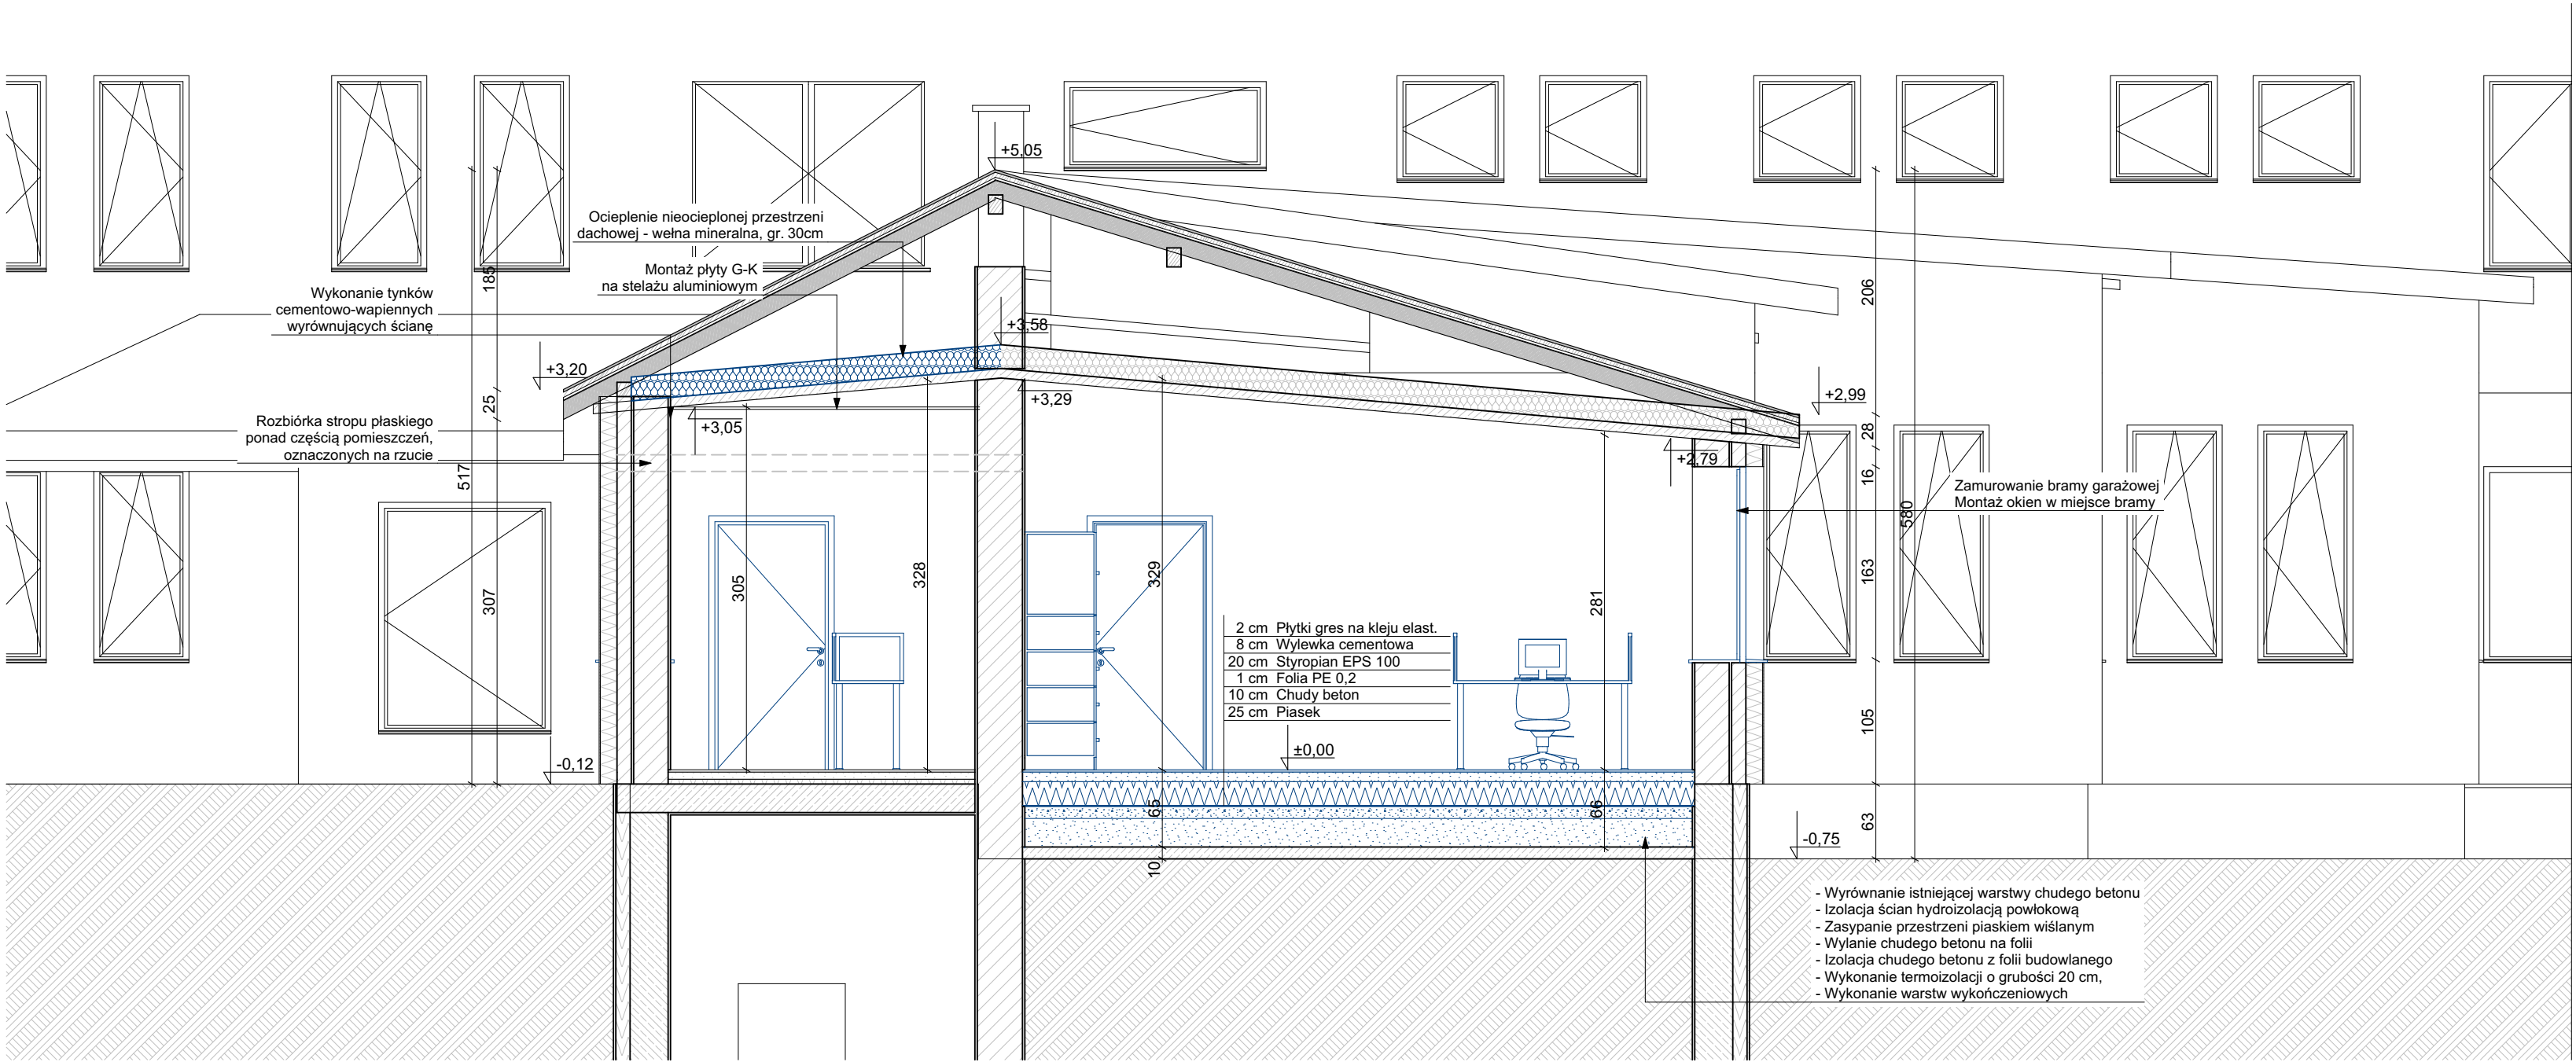 +5,05
Ocieplenie nieocieplonej przestrzeni
dachowej - wełna mineralna, gr. 30cm
Montaż płyty G-K
na stelażu aluminiowym
Wykonanie tynków
cementowo-wapiennych
wyrównujących ścianę
185
206
+3,58
+3,20
+3,29
+2,99
25
28
+3,05
+2,79
Rozbiórka stropu płaskiego
ponad częścią pomieszczeń,
oznaczonych na rzucie
517
16
Zamurowanie bramy garażowej
Montaż okien w miejsce bramy
580
307
305
328
329
281
163
2 cm Płytki gres na kleju elast.
8 cm Wylewka cementowa
20 cm Styropian EPS 100
1 cm Folia PE 0,2
10 cm Chudy beton
25 cm Piasek
105
±0,00
-0,12
65
66
63
-0,75
10
- Wyrównanie istniejącej warstwy chudego betonu
- Izolacja ścian hydroizolacją powłokową
- Zasypanie przestrzeni piaskiem wiślanym
- Wylanie chudego betonu na folii
- Izolacja chudego betonu z folii budowlanego
- Wykonanie termoizolacji o grubości 20 cm,
- Wykonanie warstw wykończeniowych